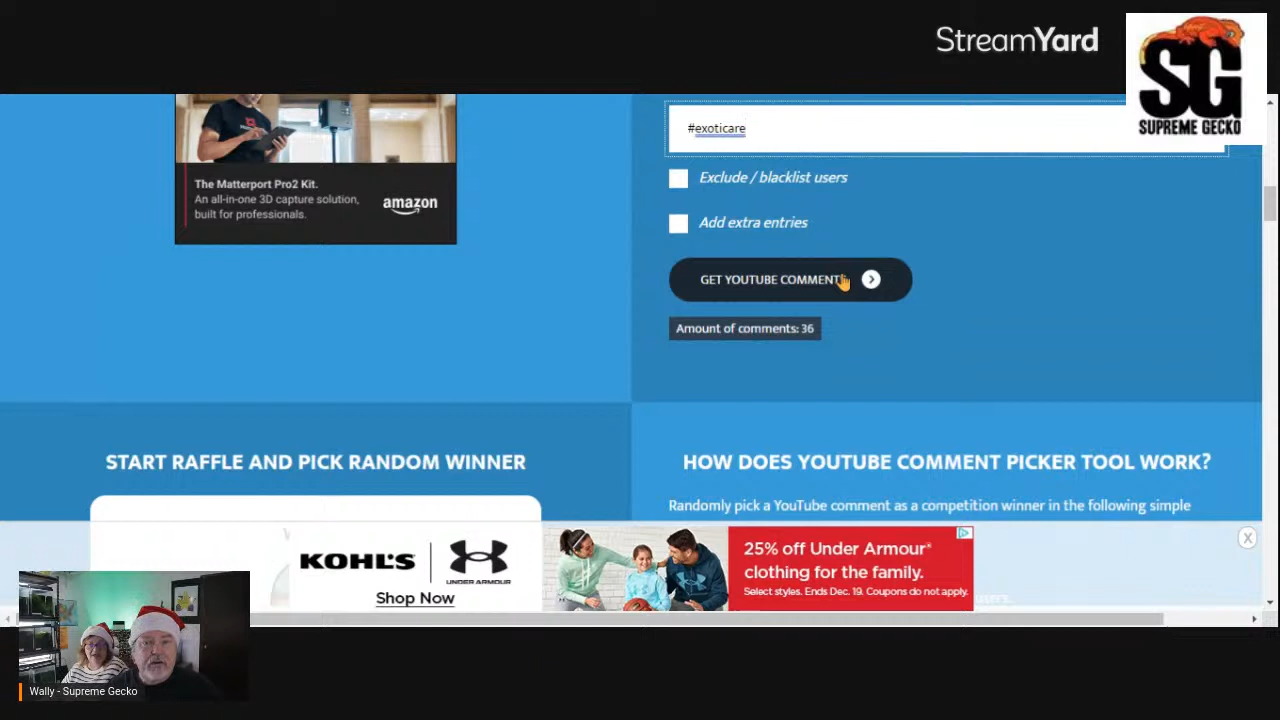 StreamYard
SG
SUPREME GECKO
#exoticare
Exclude / blacklist users
Add extra entries
GET YOUTUBE COMMENT
Amount of comments: 36
The Matterport Pro2 Kit.
An all-in-one 3D capture solution,
built for professionals.
amazon
START RAFFLE AND PICK RANDOM WINNER
HOW DOES YOUTUBE COMMENT PICKER TOOL WORK?
Randomly pick a YouTube comment as a competition winner in the following simple
KOHL'S
UNDER ARMOUR
Shop Now
25% off Under Armour*
clothing for the family.
Select styles. Ends Dec. 19. Coupons do not apply.
Wally - Supreme Gecko